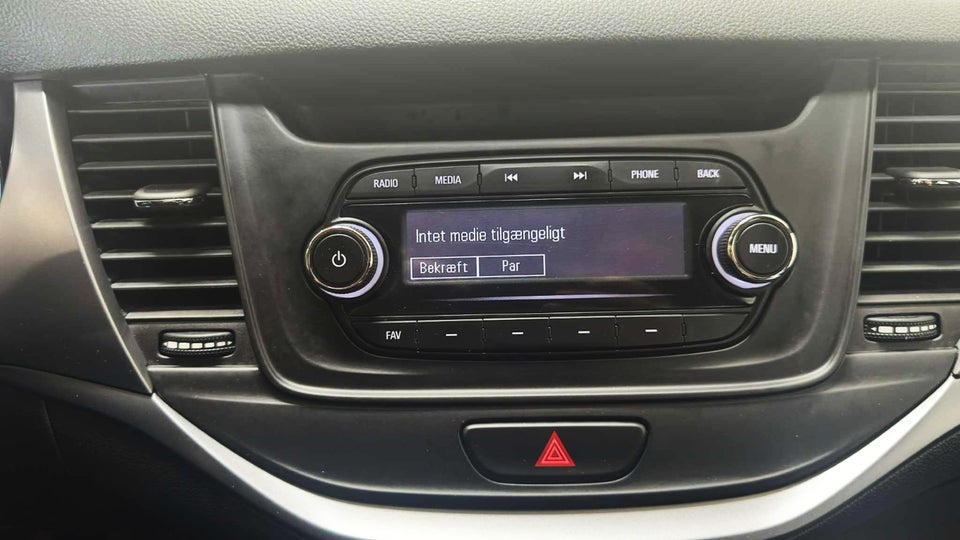 RADIO MEDIA PHONE BACK
Intet medie tilgængeligt
Bekræft Par
MENU
FAV